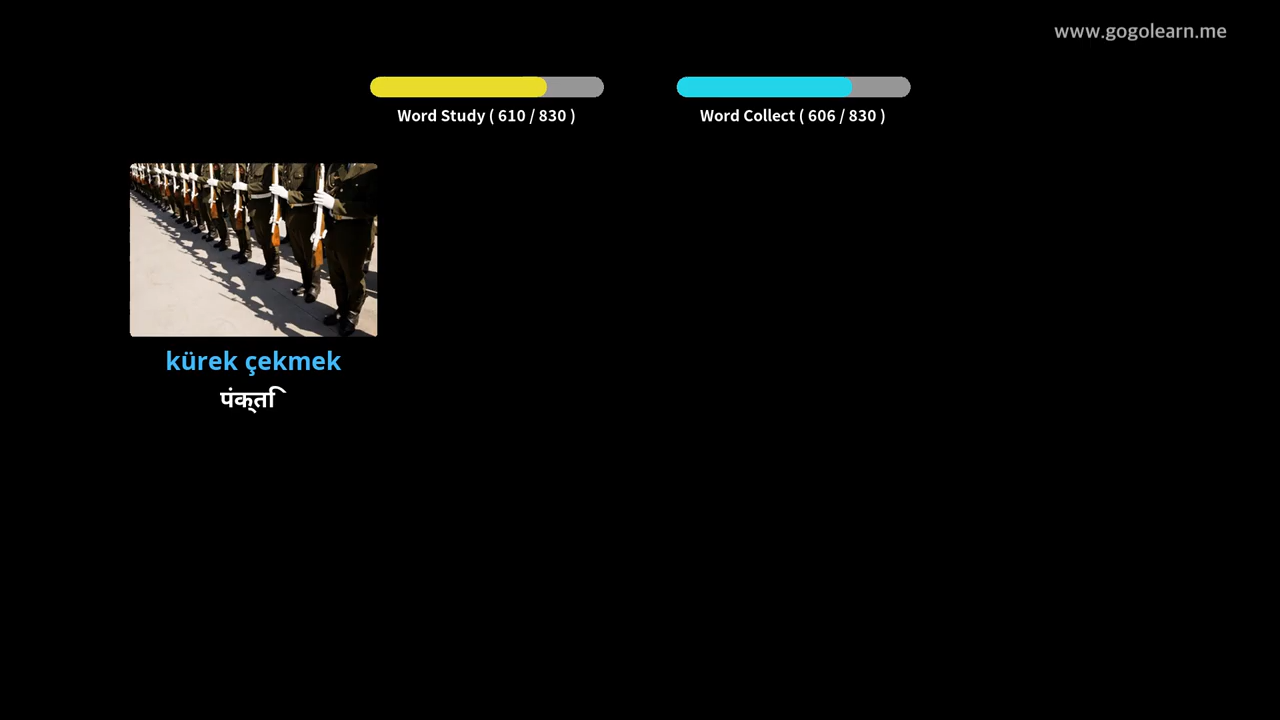 www.gogolearn.me
Word Study ( 610 / 830 )
Word Collect ( 606 / 830 )
kürek çekmek
पंक्ति